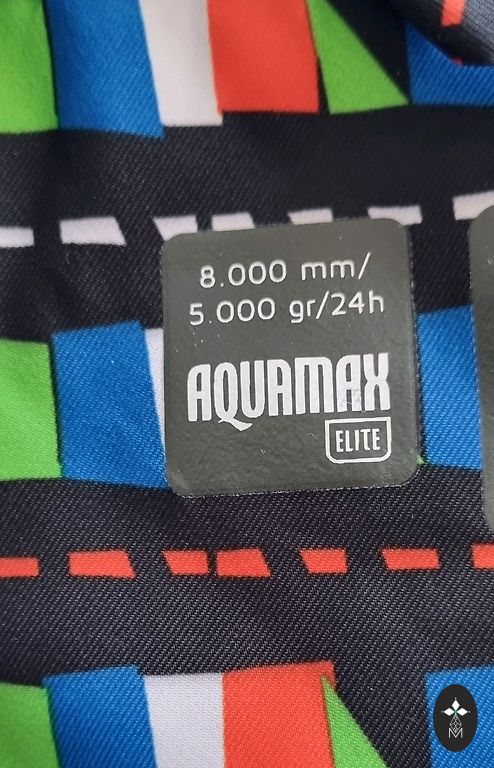 8.000 mm/
5.000 gr/24h
AQUAMAX
ELITE
M